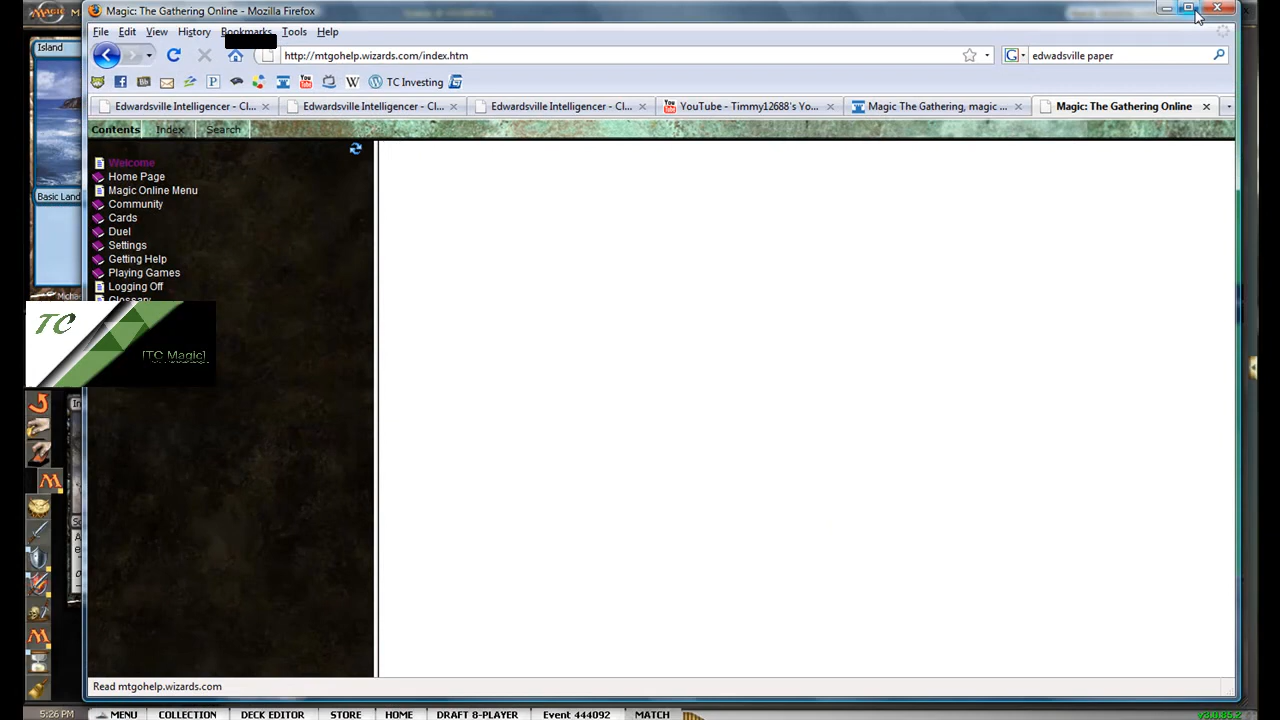 Magic: The Gathering Online - Mozilla Firefox
File Edit View History Bookmarks Tools Help
http://mtgohelp.wizards.com/index.htm
edwadsville paper
TC Investing
Edwardsville Intelligencer - Cl...
Edwardsville Intelligencer - Cl...
Edwardsville Intelligencer - Cl...
YouTube - Timmy1288's Yo...
Magic The Gathering, magic ...
Magic: The Gathering Online
Contents Index Search
Island
Welcome
Home Page
Magic Online Menu
Basic Land
Community
Cards
Duel
Settings
Getting Help
Playing Games
Logging Off
Glossary
TC
[TC Magic]
Read mtgohelp.wizards.com
5:26 PM MENU COLLECTION DECK EDITOR STORE HOME DRAFT 8-PLAYER Event 444092 MATCH